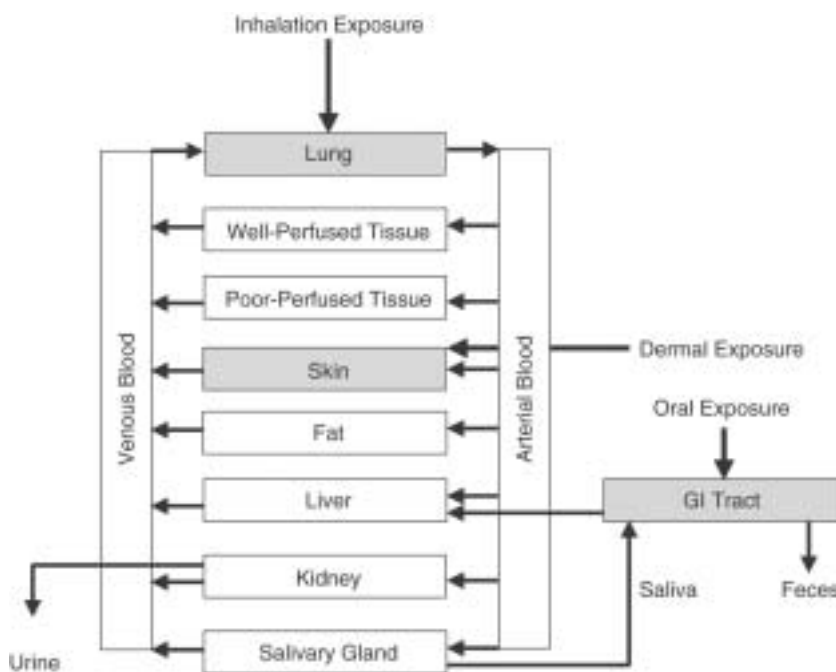 Inhalation Exposure
Lung
Well-Perfused Tissue
Poor-Perfused Tissue
Skin
Dermal Exposure
Venous Blood
Arterial Blood
Oral Exposure
Fat
Liver
GI Tract
Kidney
Saliva
Feces
Urine
Salivary Gland